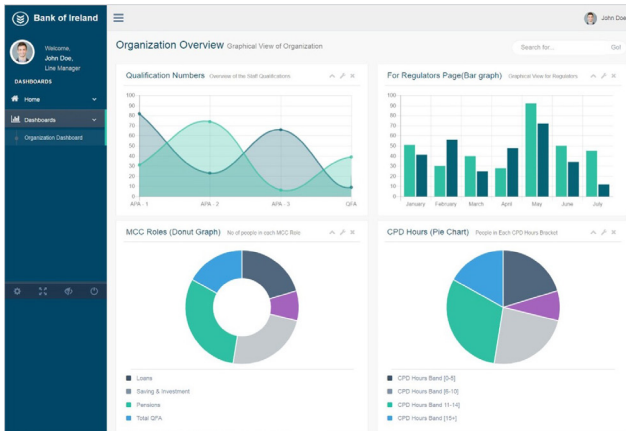 Bank of Ireland
John Doe
Welcome,
John Doe,
Line Manager
DASHBOARDS
Home
Dashboards
Organization Dashboard
Organization Overview Graphical View of Organization
Search for... Go!
Qualification Numbers Overview of the Staff Qualifications
100
90
80
70
60
50
40
30
20
10
0
APA - 1 APA - 2 APA - 3 QFA
For Regulators Page(Bar graph) Graphical View for Regulators
100
90
80
70
60
50
40
30
20
10
0
January February March April May June July
MCC Roles (Donut Graph) No of people in each MCC Role
Loans
Saving & Investment
Pensions
Total QFA
CPD Hours (Pie Chart) People in Each CPD Hours Bracket
CPD Hours Band [0-5]
CPD Hours Band [6-10]
CPD Hours Band 11-14]
CPD Hours Band [15+]